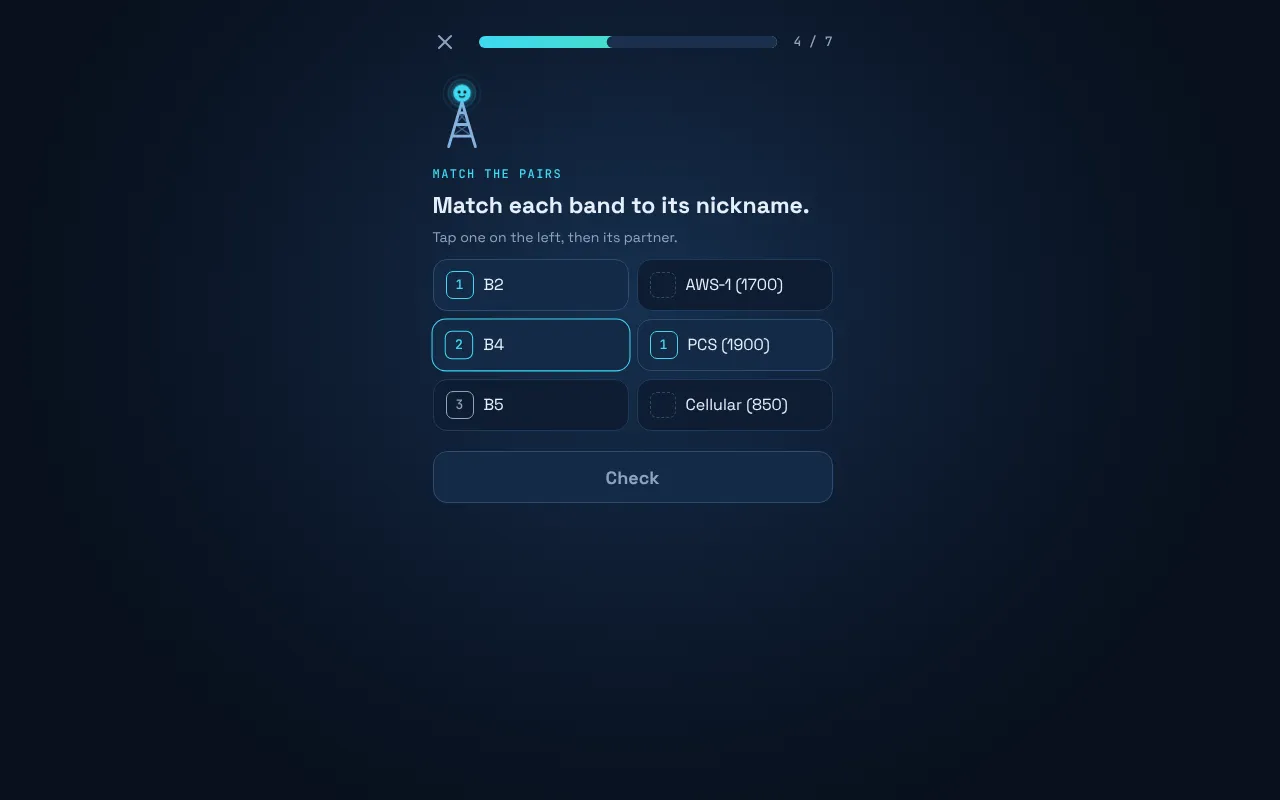 4 / 7
MATCH THE PAIRS
Match each band to its nickname.
Tap one on the left, then its partner.
1 B2
AWS-1 (1700)
2 B4
1 PCS (1900)
3 B5
Cellular (850)
Check